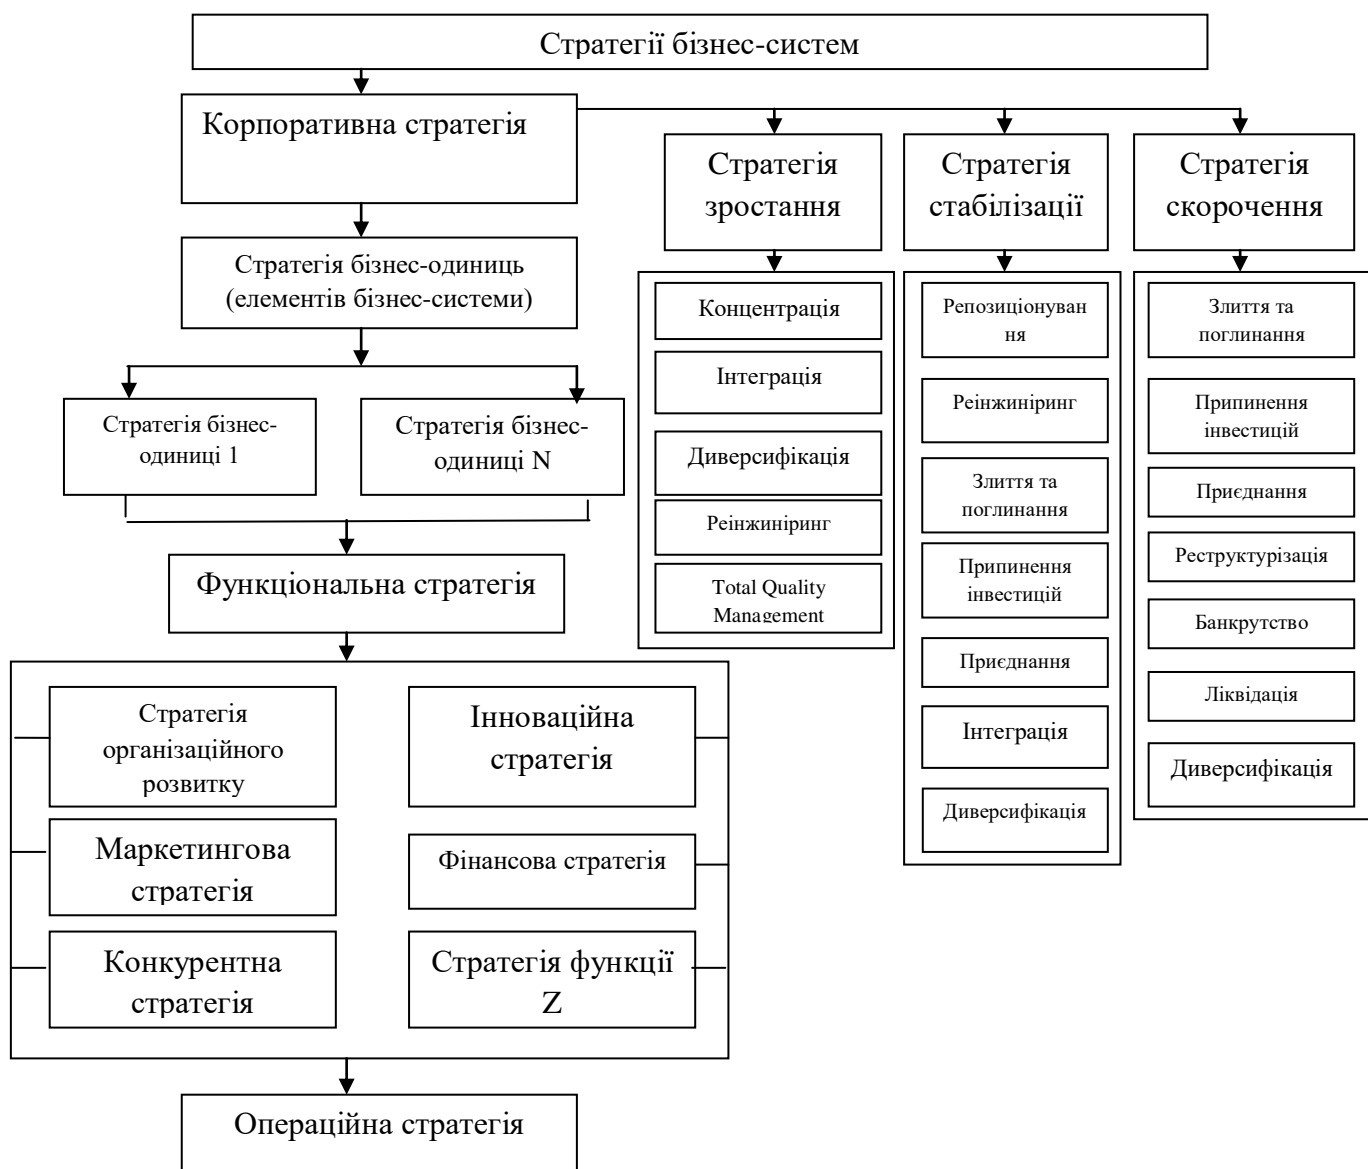 Стратегії бізнес-систем
Корпоративна стратегія
Стратегія
зростання
Стратегія
стабілізації
Стратегія
скорочення
Стратегія бізнес-одиниць
(елементів бізнес-системи)
Стратегія бізнес-
одиниці 1
Стратегія бізнес-
одиниці N
Функціональна стратегія
Стратегія
організаційного
розвитку
Інноваційна
стратегія
Маркетингова
стратегія
Фінансова стратегія
Конкурентна
стратегія
Стратегія функції
Z
Операційна стратегія
Концентрація
Інтеграція
Диверсифікація
Реінжиніринг
Total Quality
Management
Репозиціонуван
ня
Реінжиніринг
Злиття та
поглинання
Припинення
інвестицій
Приєднання
Інтеграція
Диверсифікація
Злиття та
поглинання
Припинення
інвестицій
Приєднання
Реструктурізація
Банкрутство
Ліквідація
Диверсифікація